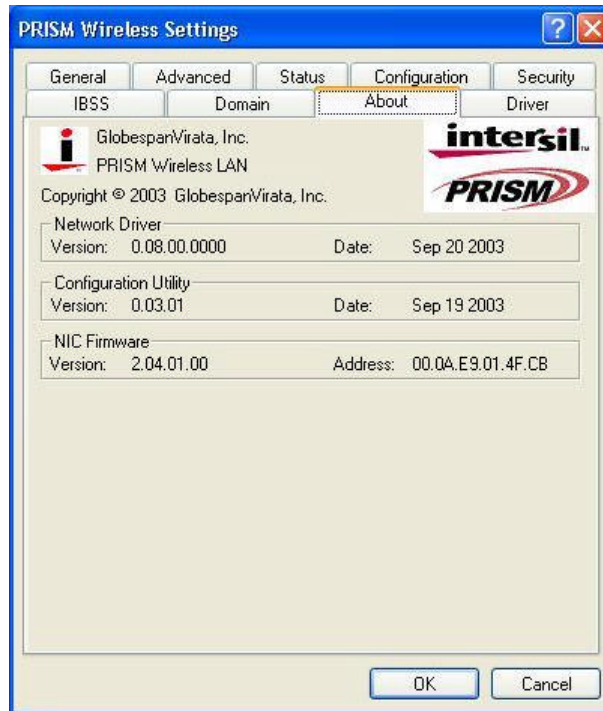 PRISM Wireless Settings
General Advanced Status Configuration Security
IBSS Domain About Driver
GlobespanVirata, Inc.
PRISM Wireless LAN
Copyright © 2003 GlobespanVirata, Inc.
intersil
PRISM
Network Driver
Version: 0.08.00.0000 Date: Sep 20 2003
Configuration Utility
Version: 0.03.01 Date: Sep 19 2003
NIC Firmware
Version: 2.04.01.00 Address: 00.0A.E9.01.4F.CB
OK Cancel